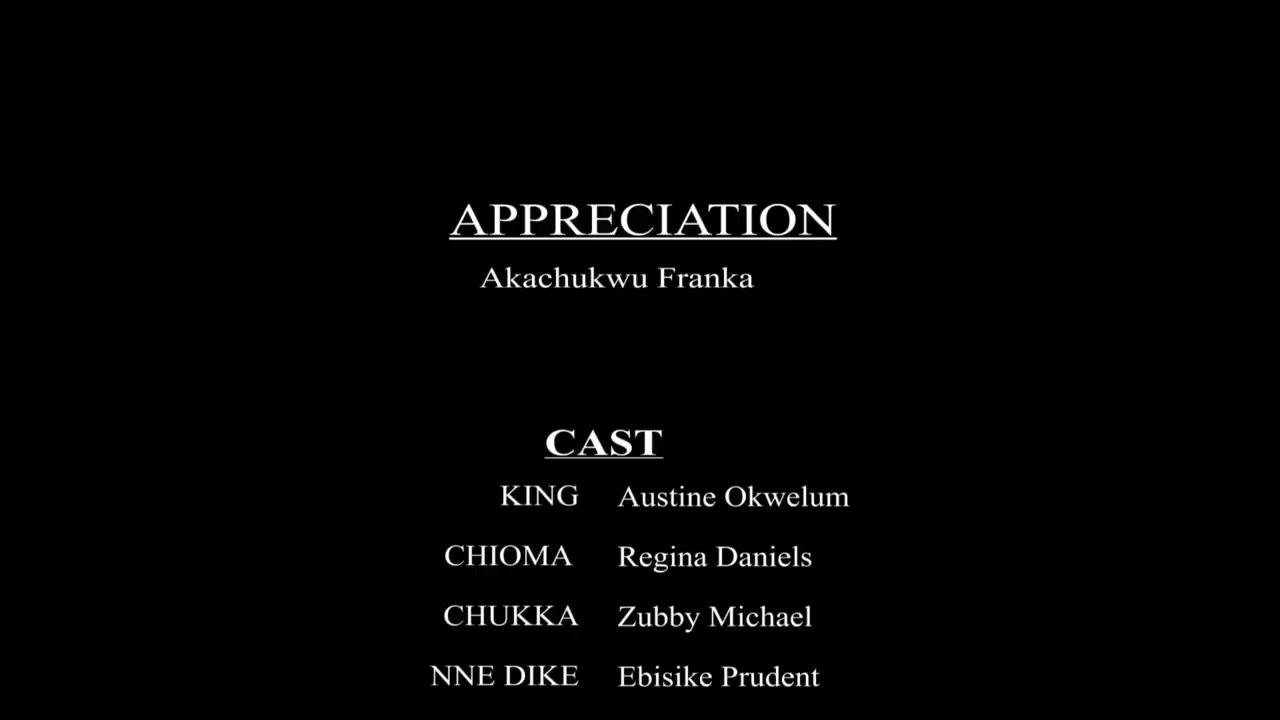 APPRECIATION
Akachukwu Franka
CAST
KING Austine Okwelum
CHIOMA Regina Daniels
CHUKKA Zubby Michael
NNE DIKE Ebisike Prudent